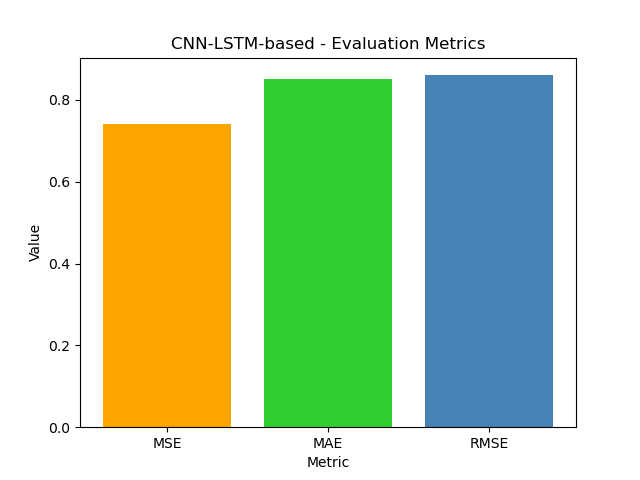 CNN-LSTM-based - Evaluation Metrics
0.8
0.6
0.4
0.2
0.0
Value
MSE MAE RMSE
Metric